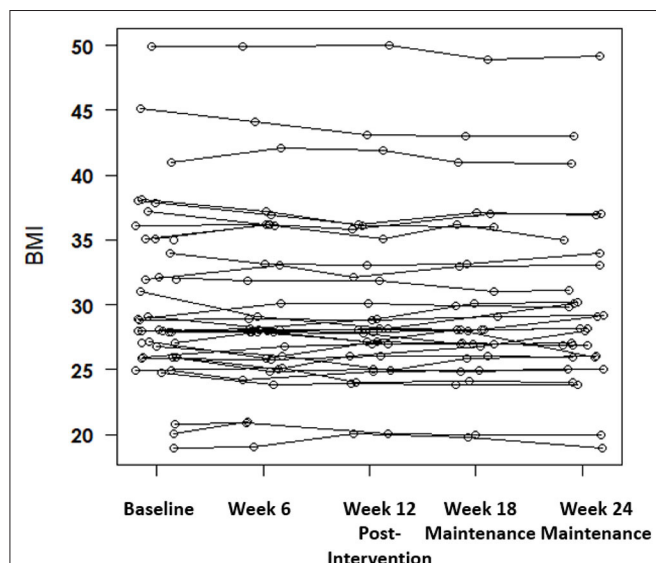 BMI
50
45
40
35
30
25
20
Baseline Week 6 Week 12 Week 18 Week 24
Post- Maintenance Maintenance
Intervention